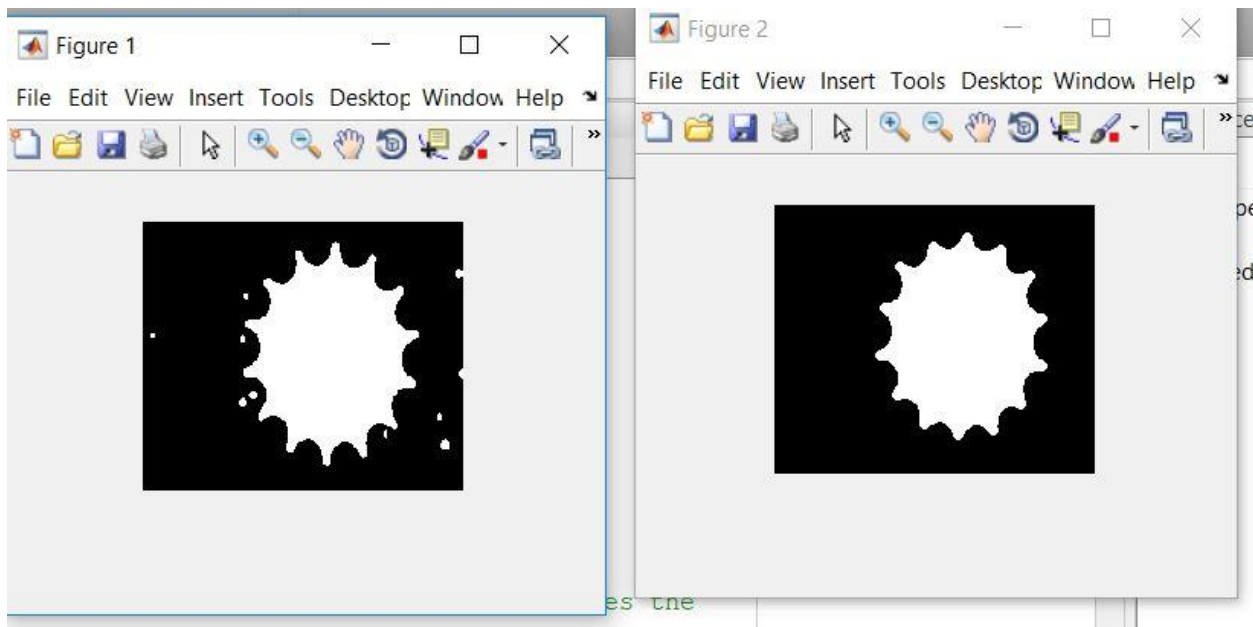 Figure 1
File Edit View Insert Tools Desktop Window Help
Figure 2
File Edit View Insert Tools Desktop Window Help
es the